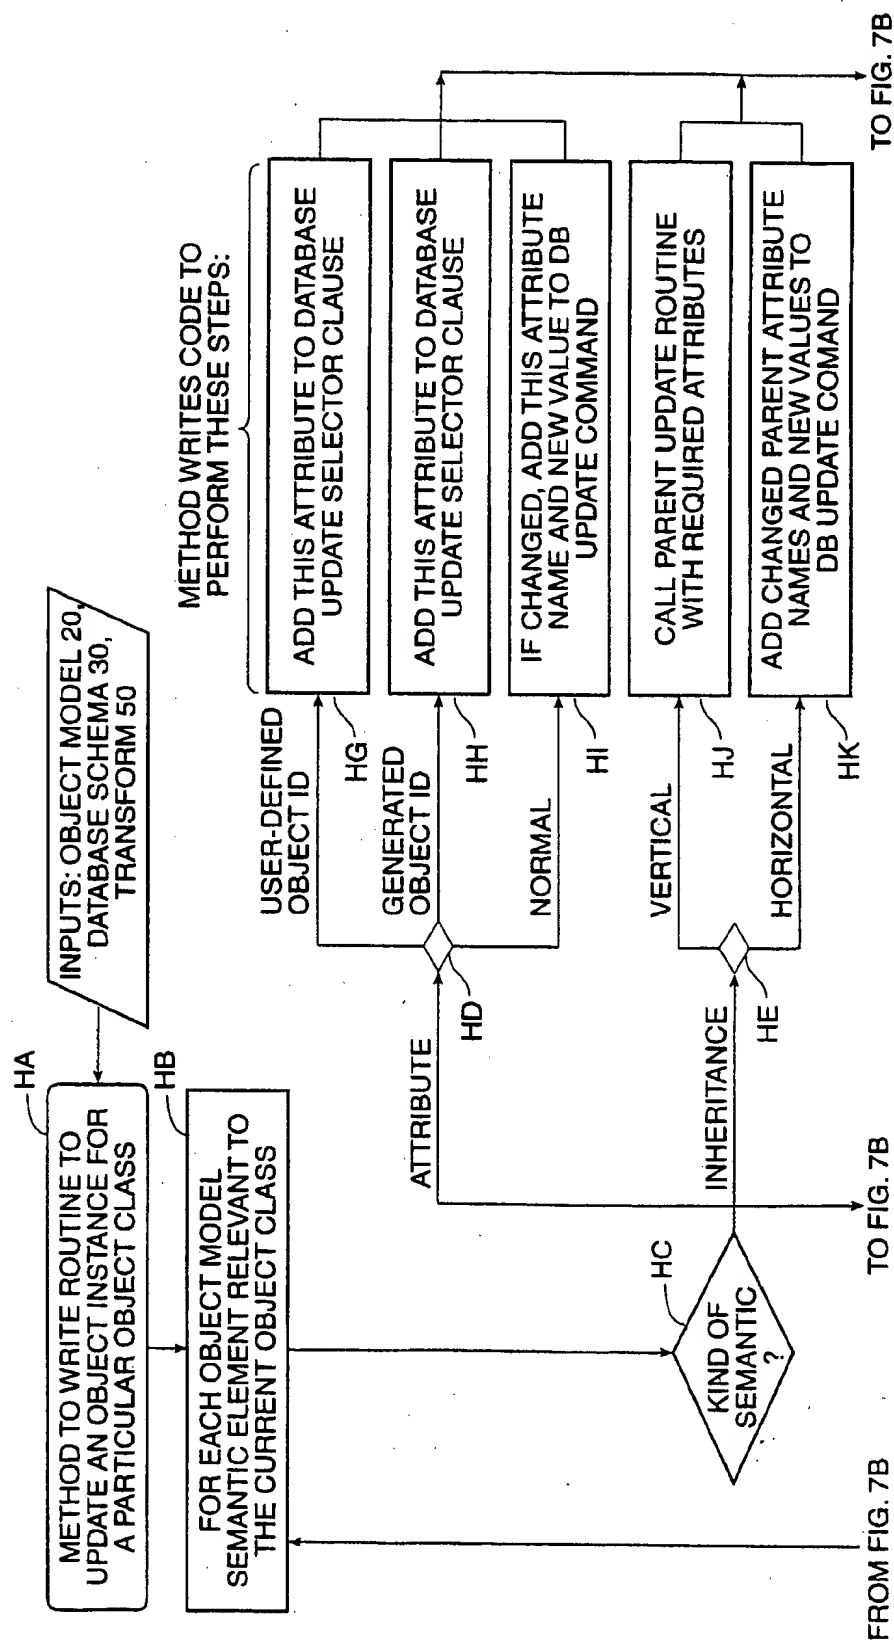 INPUTS: OBJECT MODEL 20,
DATABASE SCHEMA 30,
TRANSFORM 50
HA
METHOD TO WRITE ROUTINE TO
UPDATE AN OBJECT INSTANCE FOR
A PARTICULAR OBJECT CLASS
HB
FOR EACH OBJECT MODEL
SEMANTIC ELEMENT RELEVANT TO
THE CURRENT OBJECT CLASS
HC
KIND OF
SEMANTIC
?
ATTRIBUTE
HD
INHERITANCE
HE
USER-DEFINED
OBJECT ID
GENERATED
OBJECT ID
NORMAL
VERTICAL
HORIZONTAL
METHOD WRITES CODE TO
PERFORM THESE STEPS:
ADD THIS ATTRIBUTE TO DATABASE
UPDATE SELECTOR CLAUSE
HG
ADD THIS ATTRIBUTE TO DATABASE
UPDATE SELECTOR CLAUSE
HH
IF CHANGED, ADD THIS ATTRIBUTE
NAME AND NEW VALUE TO DB
UPDATE COMMAND
HI
CALL PARENT UPDATE ROUTINE
WITH REQUIRED ATTRIBUTES
HJ
ADD CHANGED PARENT ATTRIBUTE
NAMES AND NEW VALUES TO
DB UPDATE COMAND
HK
FROM FIG. 7B
TO FIG. 7B
TO FIG. 7B